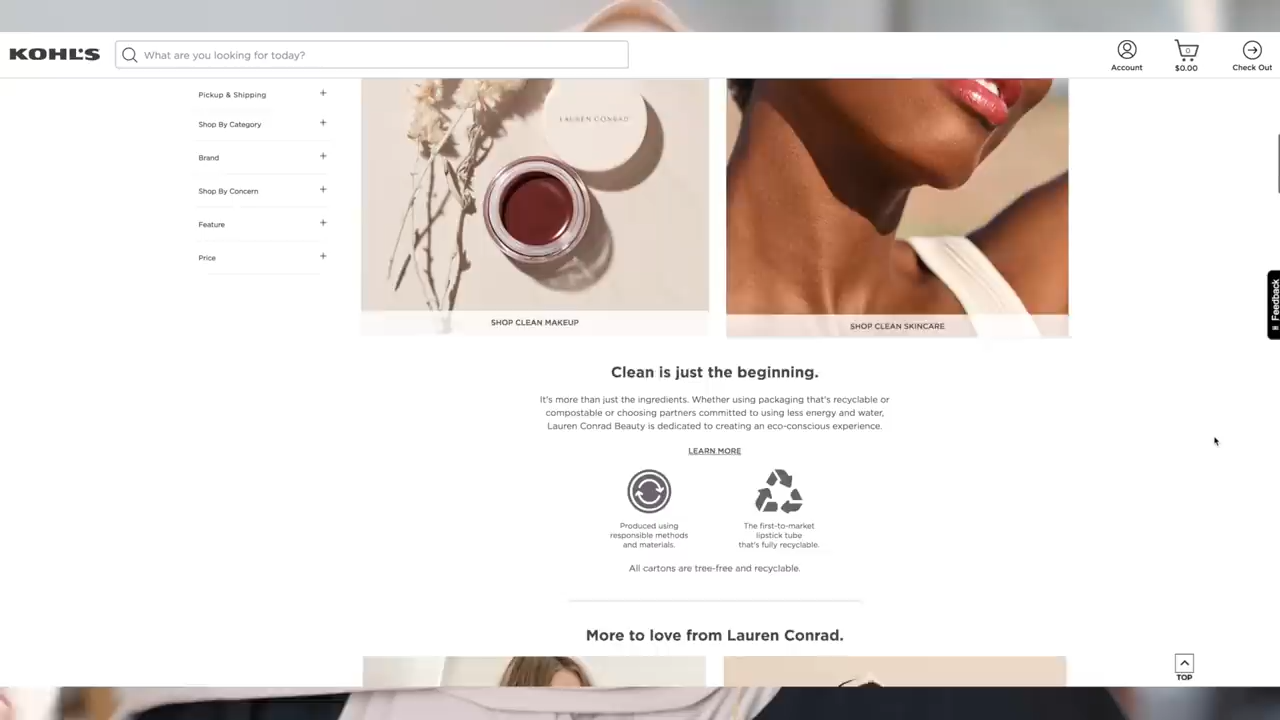 KOHL'S
What are you looking for today?
Account
0
$0.00
Check Out
Pickup & Shipping
Shop By Category
Brand
Shop By Concern
Feature
Price
LAUREN CONRAD
SHOP CLEAN MAKEUP
SHOP CLEAN SKINCARE
Feedback
Clean is just the beginning.
It's more than just the ingredients. Whether using packaging that's recyclable or
compostable or choosing partners committed to using less energy and water,
Lauren Conrad Beauty is dedicated to creating an eco-conscious experience.
LEARN MORE
Produced using
responsible methods
and materials.
The first-to-market
lipstick tube
that's fully recyclable.
All cartons are tree-free and recyclable.
More to love from Lauren Conrad.
TOP